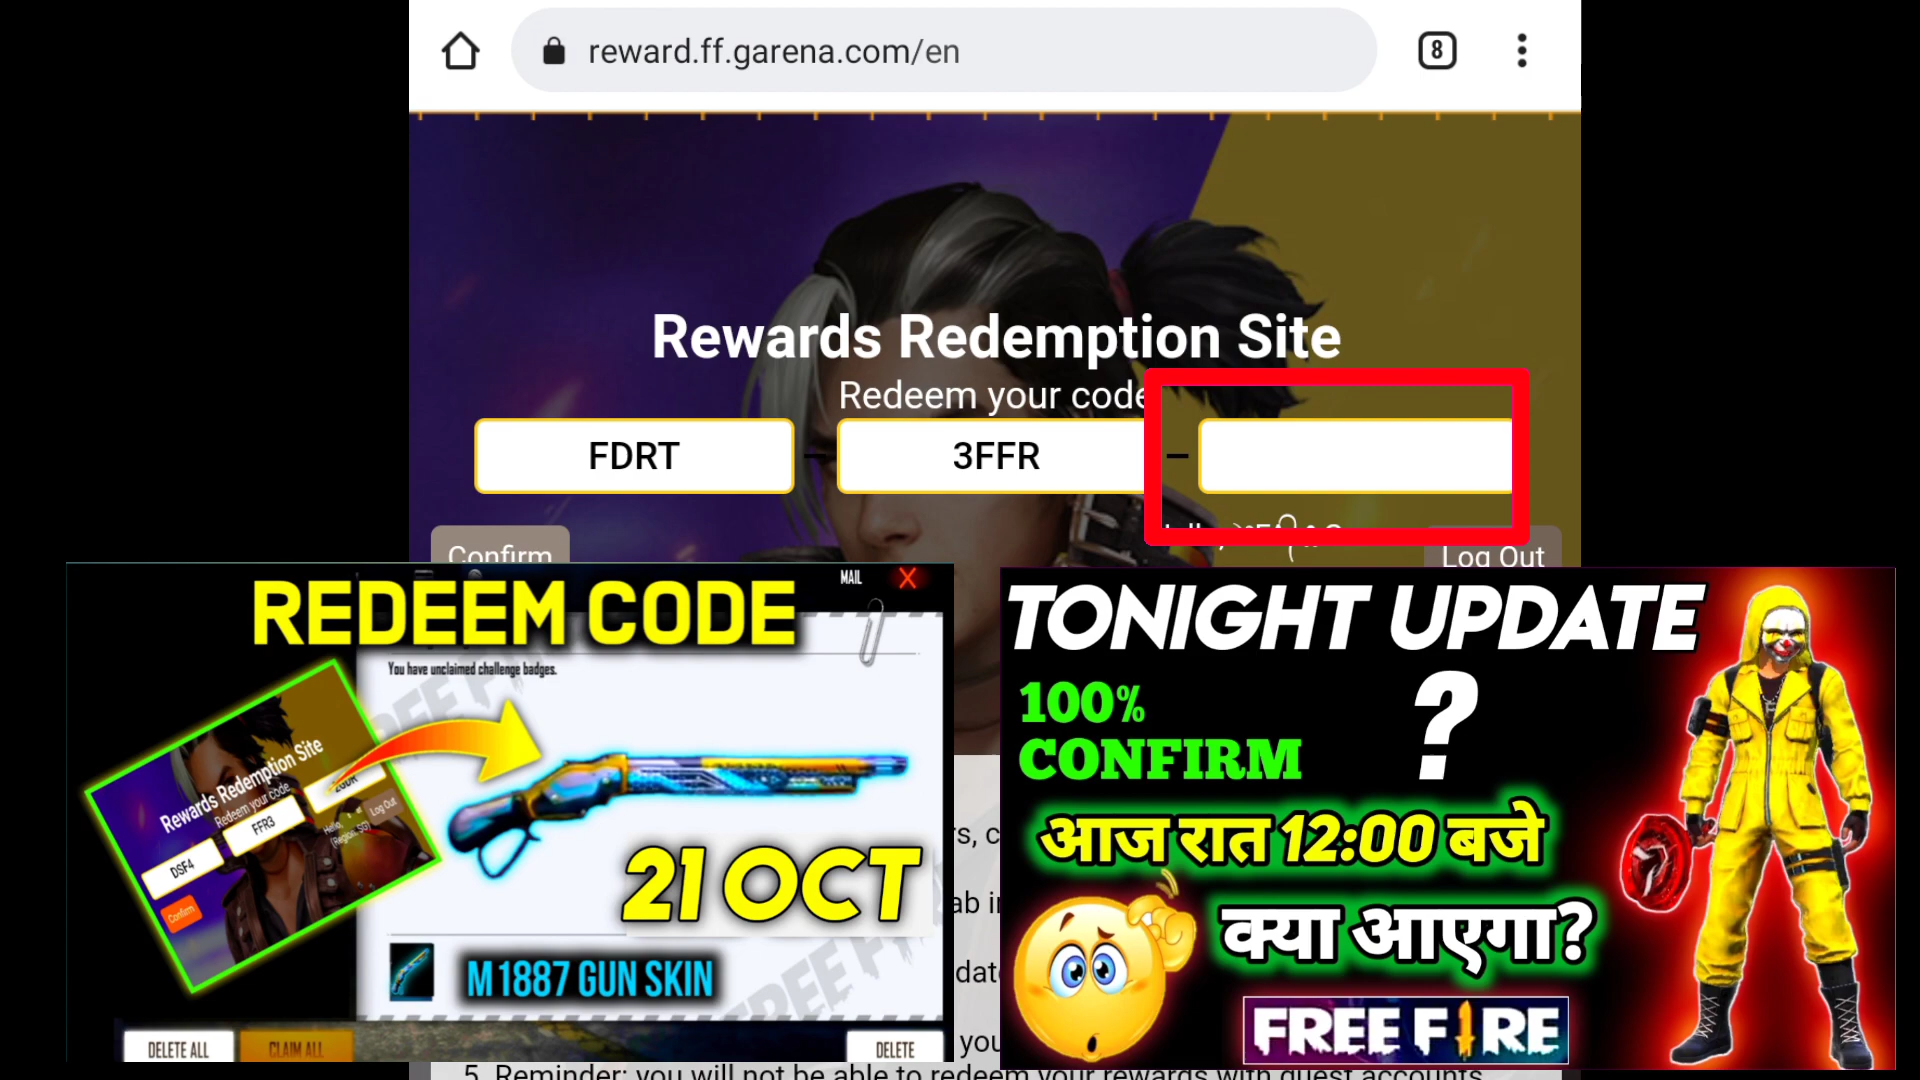 reward.ff.garena.com/en
8
Rewards Redemption Site
Redeem your code
FDRT
3FFR
Confirm
Log Out
REDEEM CODE
MAIL
You have unclaimed challenge badges.
Rewards Redemption Site
Redeem your code
DSF4
FFR3
Hello,
(Region: SG)
Log Out
Confirm
21 OCT
M1887 GUN SKIN
DELETE ALL
CLAIM ALL
DELETE
TONIGHT UPDATE
100%
CONFIRM
?
आज रात 12:00 बजे
क्या आएगा?
FREE FIRE
5. Reminder: you will not be able to redeem your rewards with guest accounts.